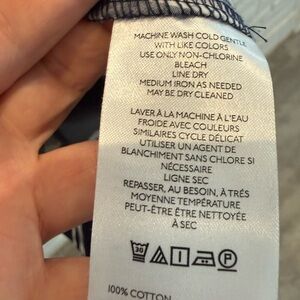 MACHINE WASH COLD GENTLE
WITH LIKE COLORS
USE ONLY NON-CHLORINE
BLEACH
LINE DRY
MEDIUM IRON AS NEEDED
MAY BE DRY CLEANED
LAVER À LA MACHINE À L'EAU
FROIDE AVEC COULEURS
SIMILAIRES CYCLE DÉLICAT
UTILISER UN AGENT DE
BLANCHIMENT SANS CHLORE SI
NÉCESSAIRE
LIGNE SEC
REPASSER, AU BESOIN, À TRÉS
MOYENNE TEMPÉRATURE
PEUT-ÊTRE ÊTRE NETTOYÉE
À SEC
30 P
100% COTTON